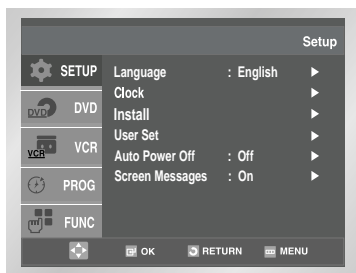 Setup
SETUP
Language : English ►
DVD DVD
Clock ►
Install ►
VCR VCR
User Set ►
Auto Power Off : Off ►
PROG
Screen Messages : On ►
FUNC
OK RETURN MENU